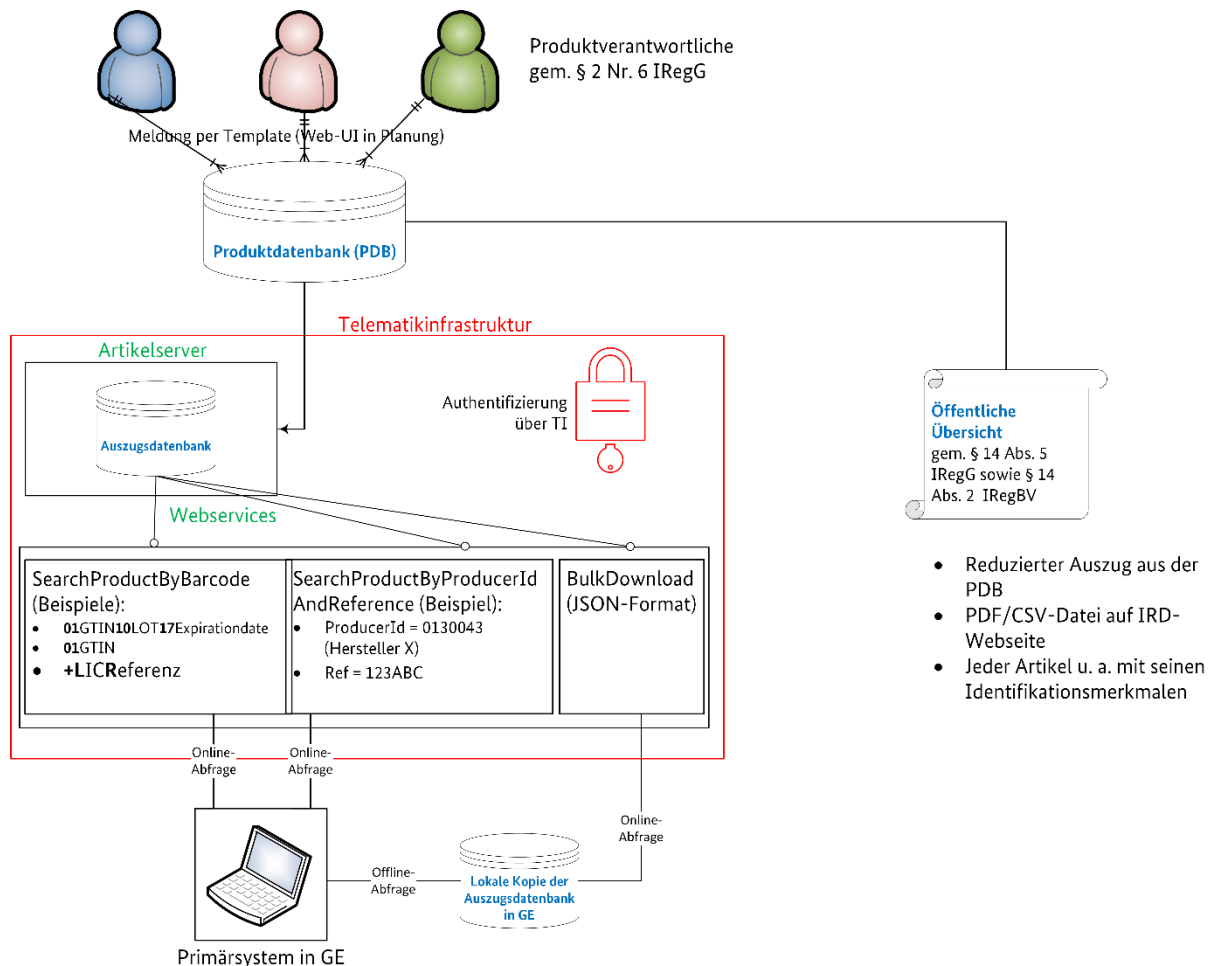 Produktverantwortliche
gem. § 2 Nr. 6 IRegG
Meldung per Template (Web-UI in Planung)
Produktdatenbank (PDB)
Telematikinfrastruktur
Artikelserver
Auszugsdatenbank
Authentifizierung
über TI
Webservices
Öffentliche
Übersicht
gem. § 14 Abs. 5
IRegG sowie § 14
Abs. 2 IRegBV
SearchProductByBarcode
(Beispiele):
• 01GTIN10LOT17Expirationdate
• 01GTIN
• +LICReferenz
SearchProductByProducerId
AndReference (Beispiel):
• ProducerId = 0130043
(Hersteller X)
• Ref = 123ABC
BulkDownload
(JSON-Format)
• Reduzierter Auszug aus der
PDB
• PDF/CSV-Datei auf IRD-
Webseite
• Jeder Artikel u. a. mit seinen
Identifikationsmerkmalen
Online-
Abfrage
Online-
Abfrage
Online-
Abfrage
Offline-
Abfrage
Lokale Kopie der
Auszugsdatenbank
in GE
Primärsystem in GE